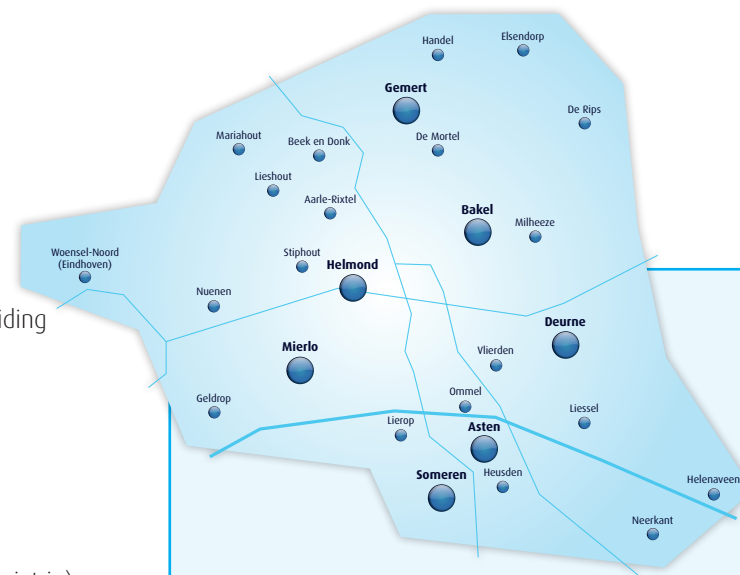 Handel
Elsendorp
Gemert
De Rips
Mariahout
Beek en Donk
De Mortel
Lieshout
Aarle-Rixtel
Bakel
Milheeze
Woensel-Noord
(Eindhoven)
Stiphout
Helmond
Nuenen
iding
Deurne
Mierlo
Vlierden
Geldrop
Ommel
Liessel
Lierop
Asten
Someren
Heusden
Helenaveen
Neerkant